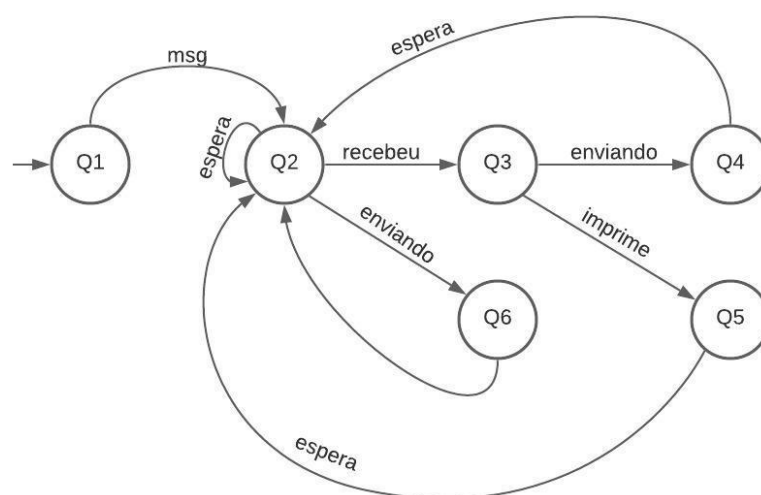 espera
msg
espera
Q1
Q2
recebeu
Q3
enviando
Q4
enviando
imprime
Q6
Q5
espera